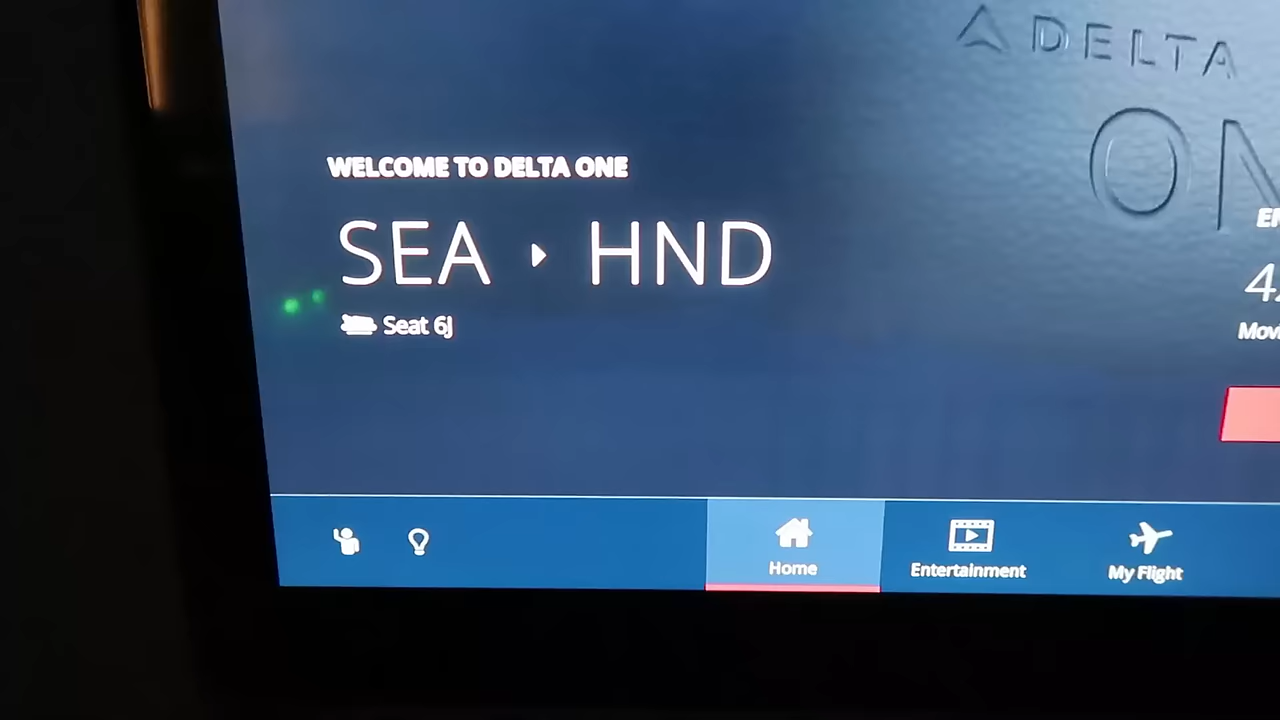 DELTA
WELCOME TO DELTA ONE
SEA HND
Seat 6J
Home
Entertainment
My Flight